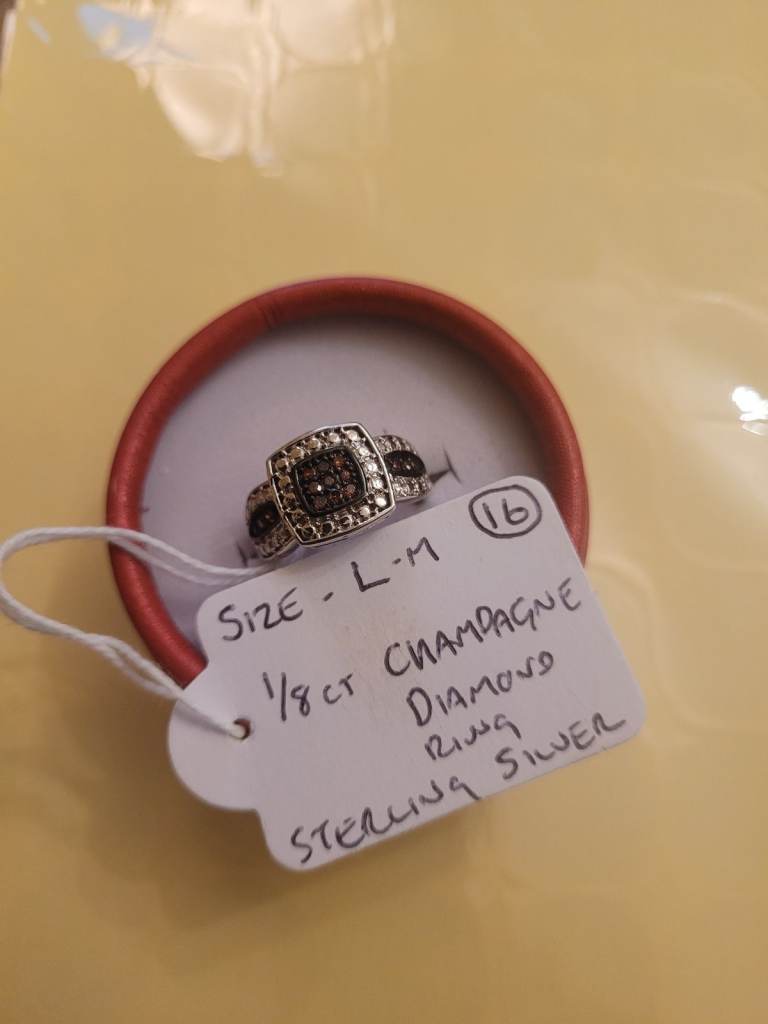 16
SIZE - L-M
1/8 CT CHAMPAGNE
DIAMOND
RING
STERLING SILVER